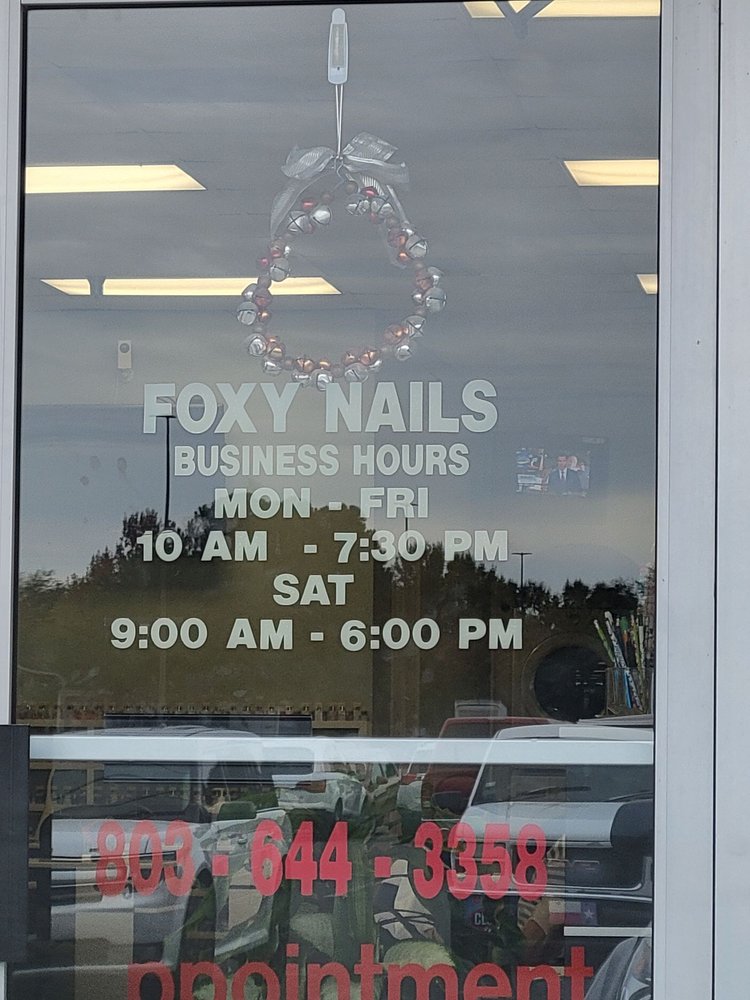 FOXY NAILS
BUSINESS HOURS
MON - FRI
10 AM - 7:30 PM
SAT
9:00 AM - 6:00 PM
803 - 644 - 3358
ppointment